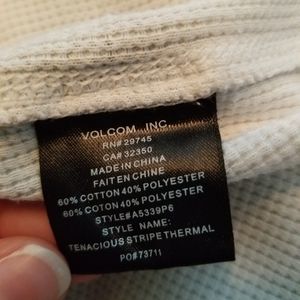 VOLCOM INC.
RN# 29745
CA# 32350
MADE IN CHINA
FAIT EN CHINE
60% COTTON 40% POLYESTER
60% COTON 40% POLYESTER
STYLE# A5339P6
STYLE NAME:
TENACIOUS STRIPE THERMAL
PO# 73711